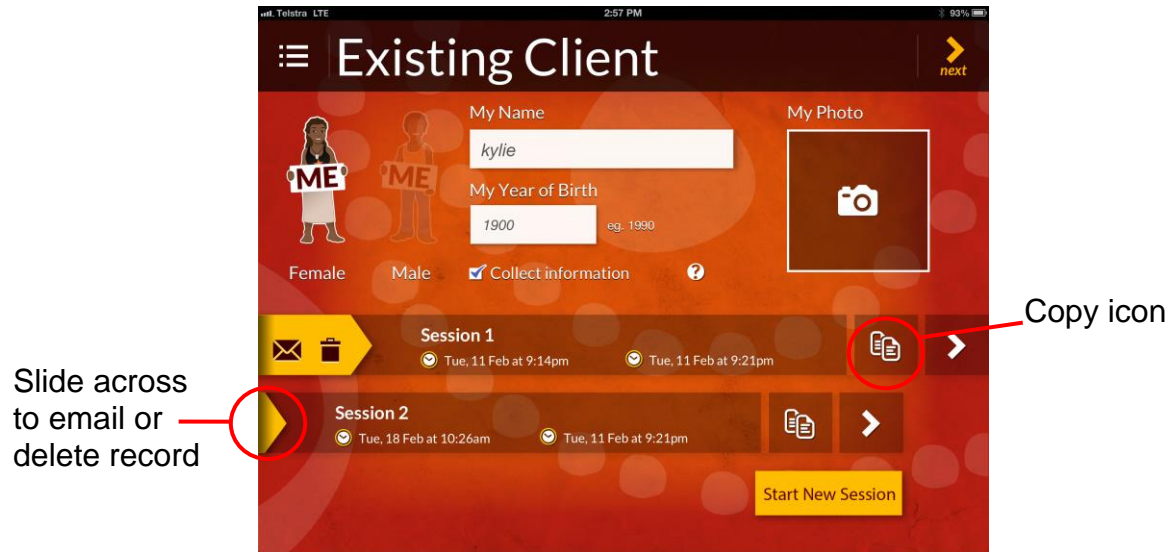 Telstra LTE 2:57 PM 93%
Existing Client
next
My Name
My Photo
kylie
ME
ME
My Year of Birth
1900 eg. 1990
Female Male Collect information ?
Session 1
Tue, 11 Feb at 9:14pm Tue, 11 Feb at 9:21pm
Copy icon
Slide across
to email or
delete record
Session 2
Tue, 18 Feb at 10:26am Tue, 11 Feb at 9:21pm
Start New Session